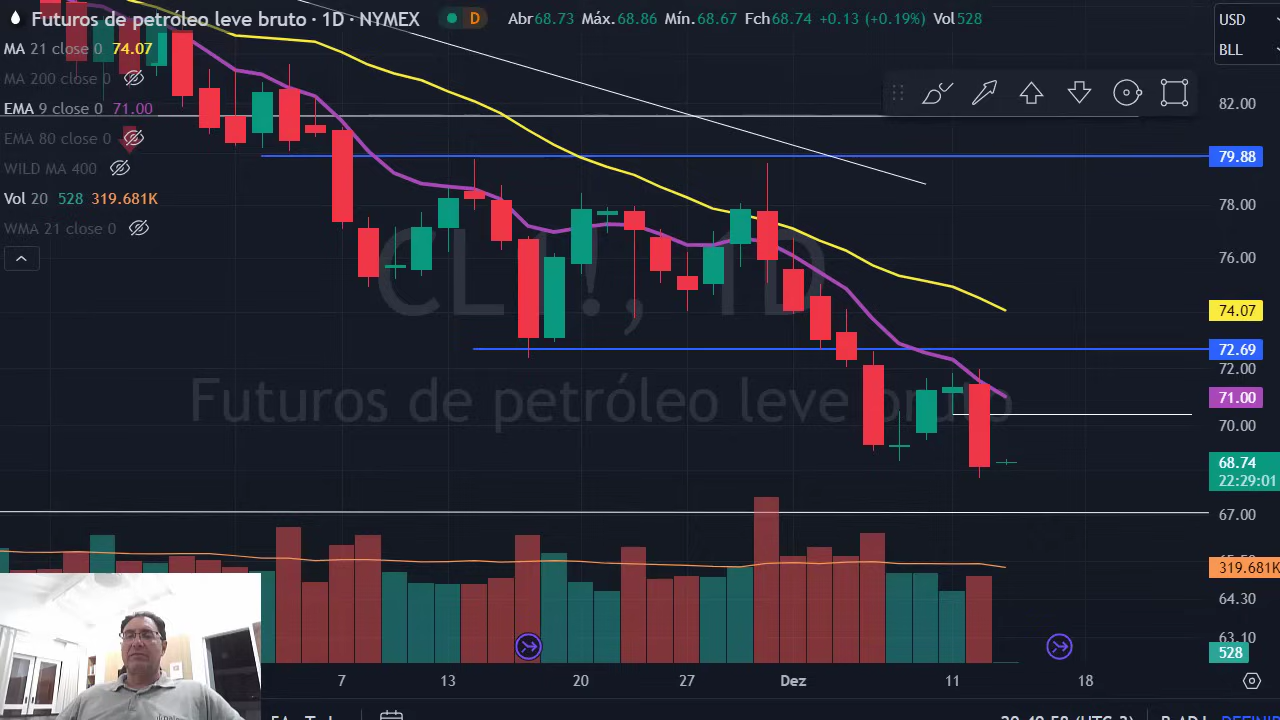 Futuros de petróleo leve bruto · 1D · NYMEX D Abr68.73 Máx.68.86 Mín.68.67 Fch68.74 +0.13 (+0.19%) Vol528
USD
BLL
MA 21 close 0 74.07
MA 200 close 0
EMA 9 close 0 71.00
EMA 80 close 0
WILD MA 400
Vol 20 528 319.681K
WMA 21 close 0
CL1!, 1D
Futuros de petróleo leve bruto
82.00
79.88
78.00
76.00
74.07
72.69
72.00
71.00
70.00
68.74
22:29:01
67.00
319.681K
64.30
63.10
528
7 13 20 27 Dez 11 18